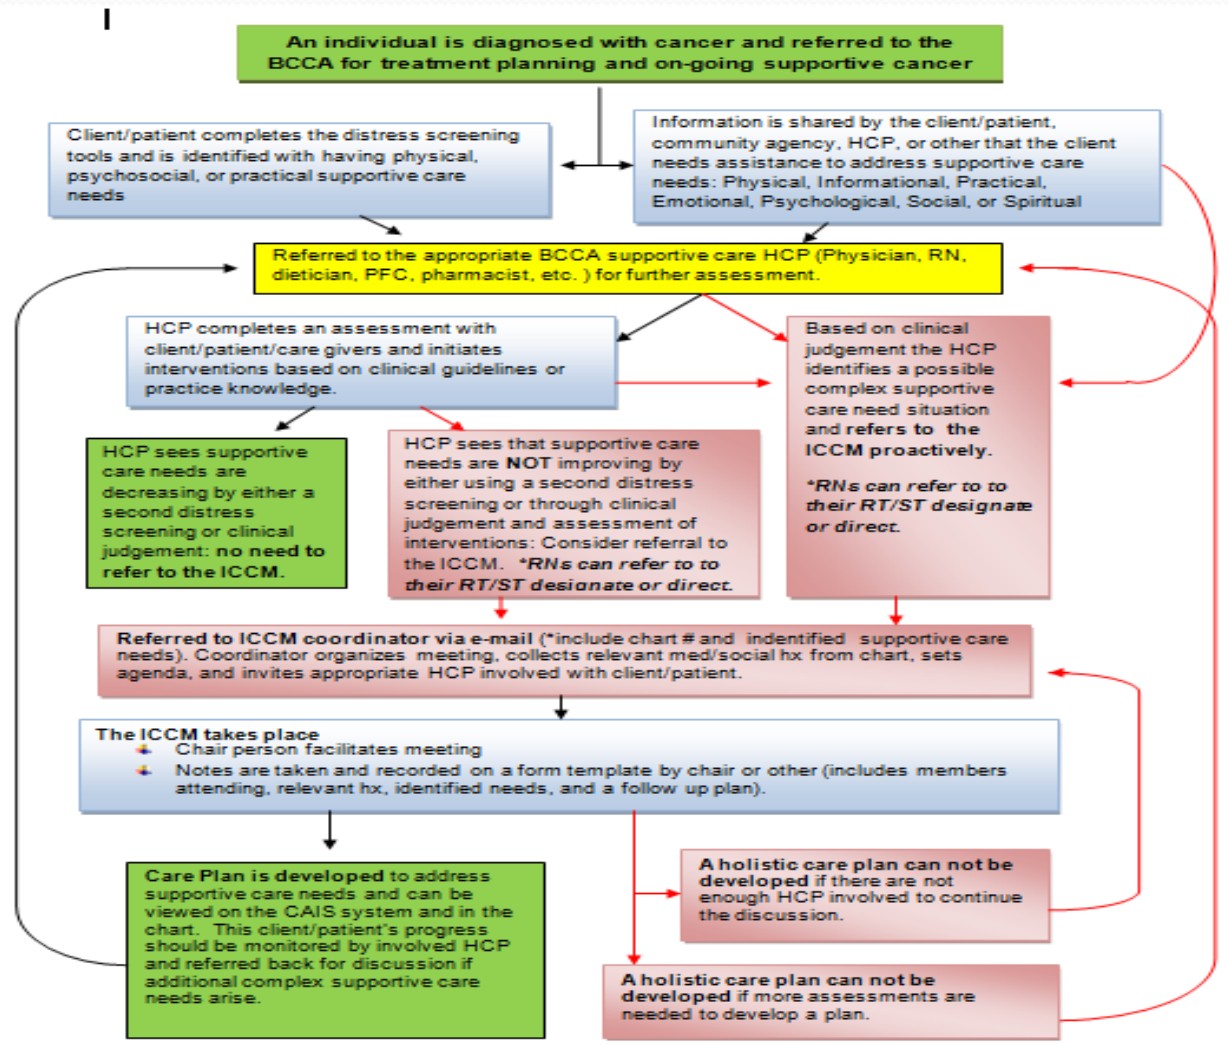 I
An individual is diagnosed with cancer and referred to the
BCCA for treatment planning and on-going supportive cancer
Client/patient completes the distress screening
tools and is identified with having physical,
psychosocial, or practical supportive care
needs
Information is shared by the client/patient,
community agency, HCP, or other that the client
needs assistance to address supportive care
needs: Physical, Informational, Practical,
Emotional, Psychological, Social, or Spiritual
Referred to the appropriate BCCA supportive care HCP (Physician, RN,
dietician, PFC, pharmacist, etc. ) for further assessment.
HCP completes an assessment with
client/patient/care givers and initiates
interventions based on clinical guidelines or
practice knowledge.
Based on clinical
judgement the HCP
identifies a possible
complex supportive
care need situation
and refers to the
ICCM proactively.
*RNs can refer to to
their RT/ST designate
or direct.
HCP sees supportive
care needs are
decreasing by either a
second distress
screening or clinical
judgement: no need to
refer to the ICCM.
HCP sees that supportive care
needs are NOT improving by
either using a second distress
screening or through clinical
judgement and assessment of
interventions: Consider referral to
the ICCM. *RNs can refer to to
their RT/ST designate or direct.
Referred to ICCM coordinator via e-mail (*include chart # and indentified supportive care
needs). Coordinator organizes meeting, collects relevant med/social hx from chart, sets
agenda, and invites appropriate HCP involved with client/patient.
The ICCM takes place
Chair person facilitates meeting
Notes are taken and recorded on a form template by chair or other (includes members
attending, relevant hx, identified needs, and a follow up plan).
Care Plan is developed to address
supportive care needs and can be
viewed on the CAIS system and in the
chart. This client/patient's progress
should be monitored by involved HCP
and referred back for discussion if
additional complex supportive care
needs arise.
A holistic care plan can not be
developed if there are not
enough HCP involved to continue
the discussion.
A holistic care plan can not be
developed if more assessments are
needed to develop a plan.